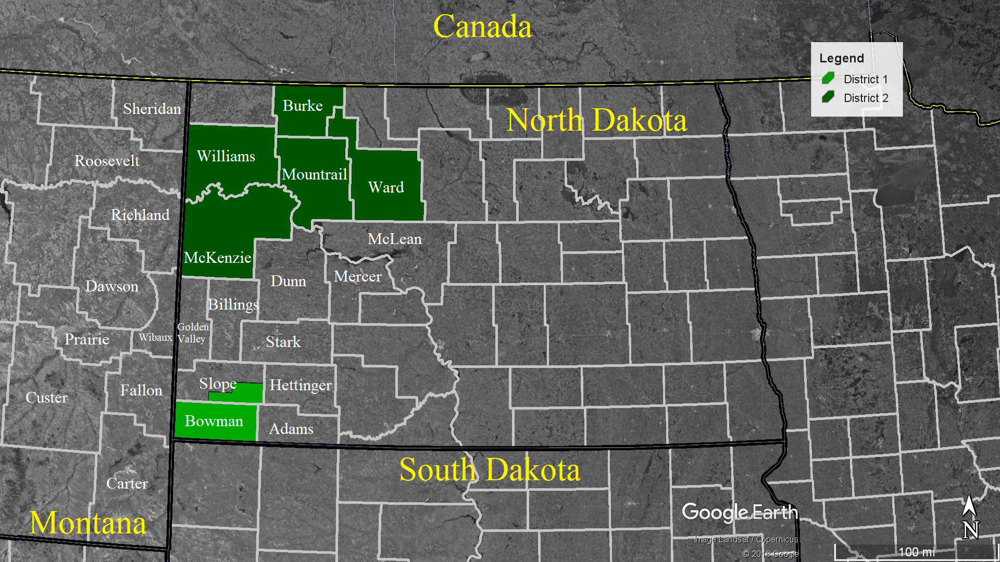 Canada
Legend
District 1
District 2
Burke
Sheridan
North Dakota
Williams
Roosevelt
Mountrail
Ward
Richland
McLean
McKenzie
Mercer
Dunn
Dawson
Billings
Golden
Valley
Wibaux
Prairie
Stark
Slope
Hettinger
Fallon
Custer
Bowman
Adams
South Dakota
Carter
Montana
Google Earth
N
Image Landsat / Copernicus
© 2018 Google
100 mi